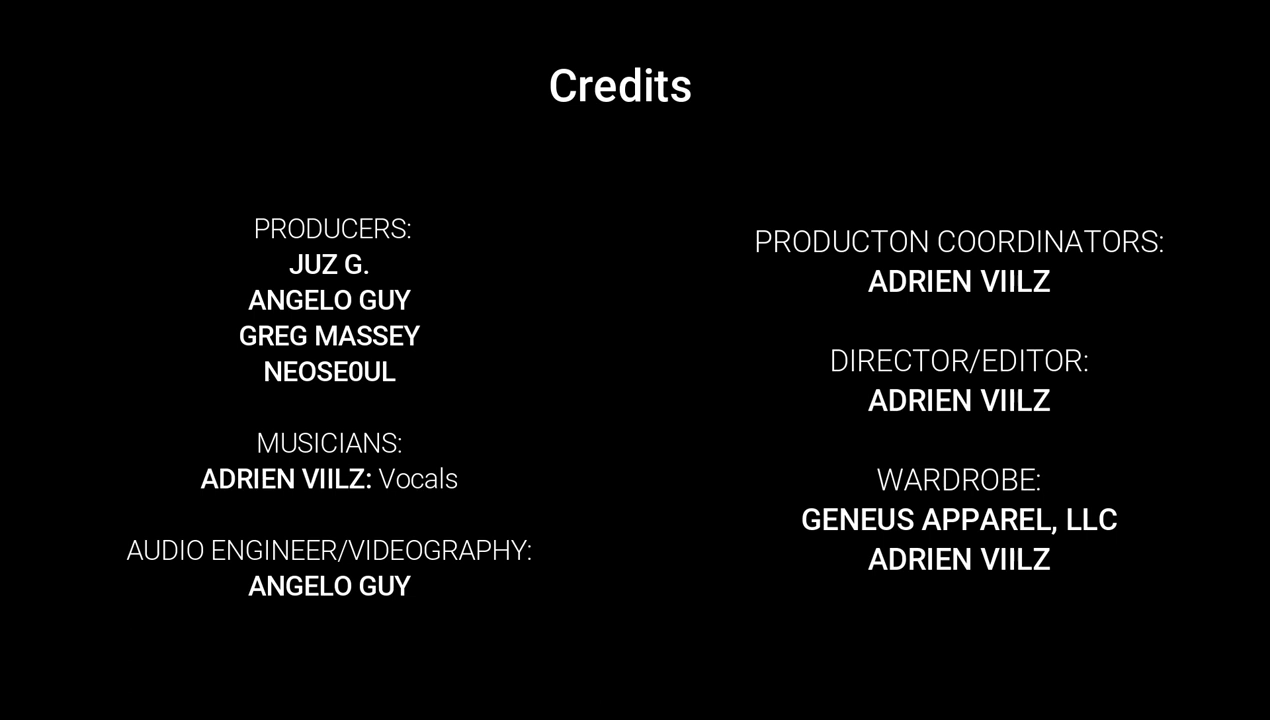 Credits
PRODUCERS:
JUZ G.
ANGELO GUY
GREG MASSEY
NEOSE0UL
MUSICIANS:
ADRIEN VIILZ: Vocals
AUDIO ENGINEER/VIDEOGRAPHY:
ANGELO GUY
PRODUCTON COORDINATORS:
ADRIEN VIILZ
DIRECTOR/EDITOR:
ADRIEN VIILZ
WARDROBE:
GENEUS APPAREL, LLC
ADRIEN VIILZ